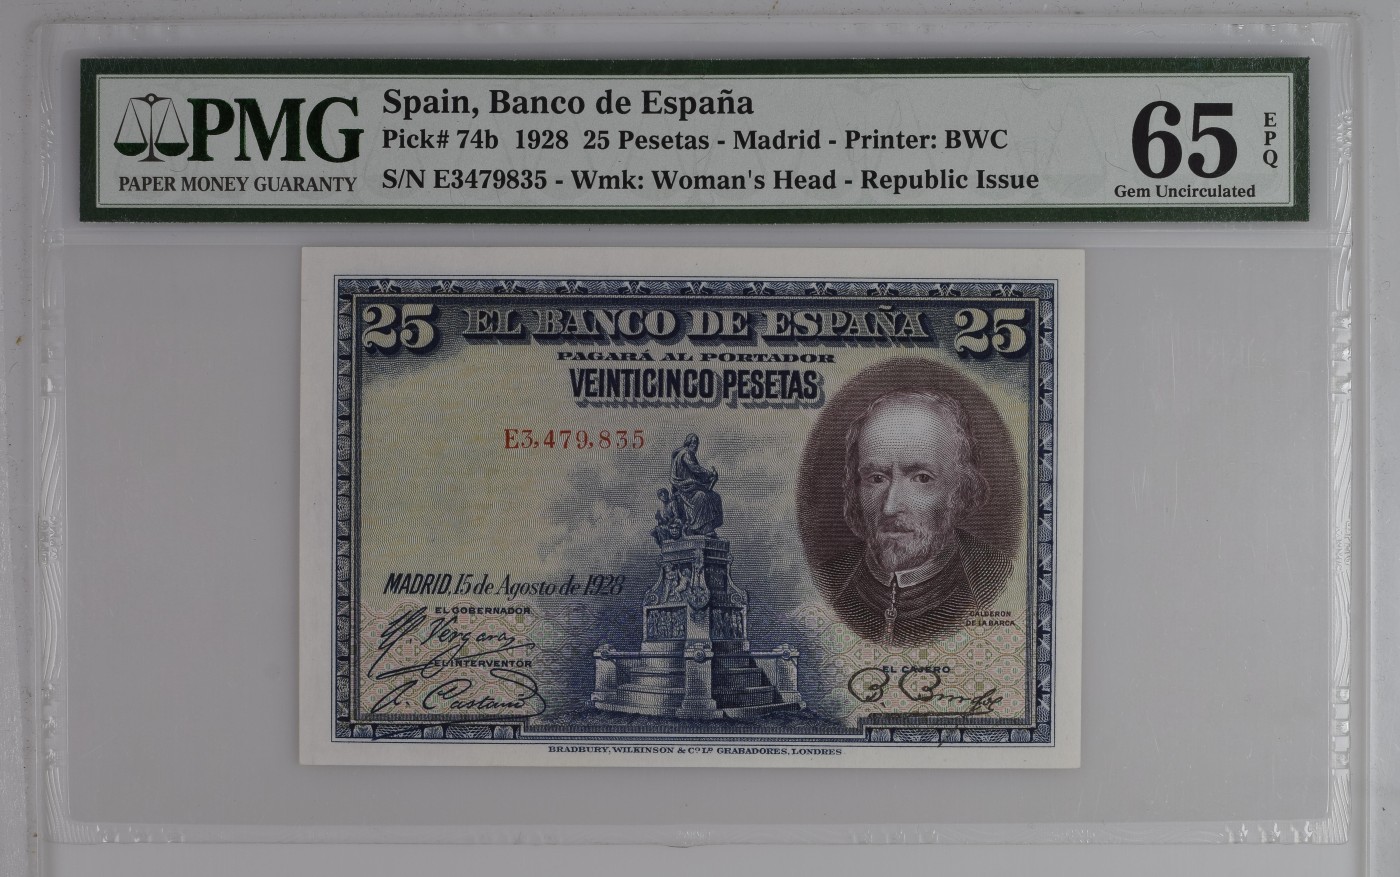 PMG
PAPER MONEY GUARANTY
Spain, Banco de España
Pick# 74b 1928 25 Pesetas - Madrid - Printer: BWC
S/N E3479835 - Wmk: Woman's Head - Republic Issue
65
EPQ
Gem Uncirculated
25 EL BANCO DE ESPAÑA 25
PAGARÁ AL PORTADOR
VEINTICINCO PESETAS
E3,479,835
MADRID, 15 de Agosto de 1928
CALDERON
DE LA BARCA
EL GOBERNADOR
Vergara
EL INTERVENTOR
EL CAJERO
BRADBURY, WILKINSON & Cº Lº GRABADORES, LONDRES